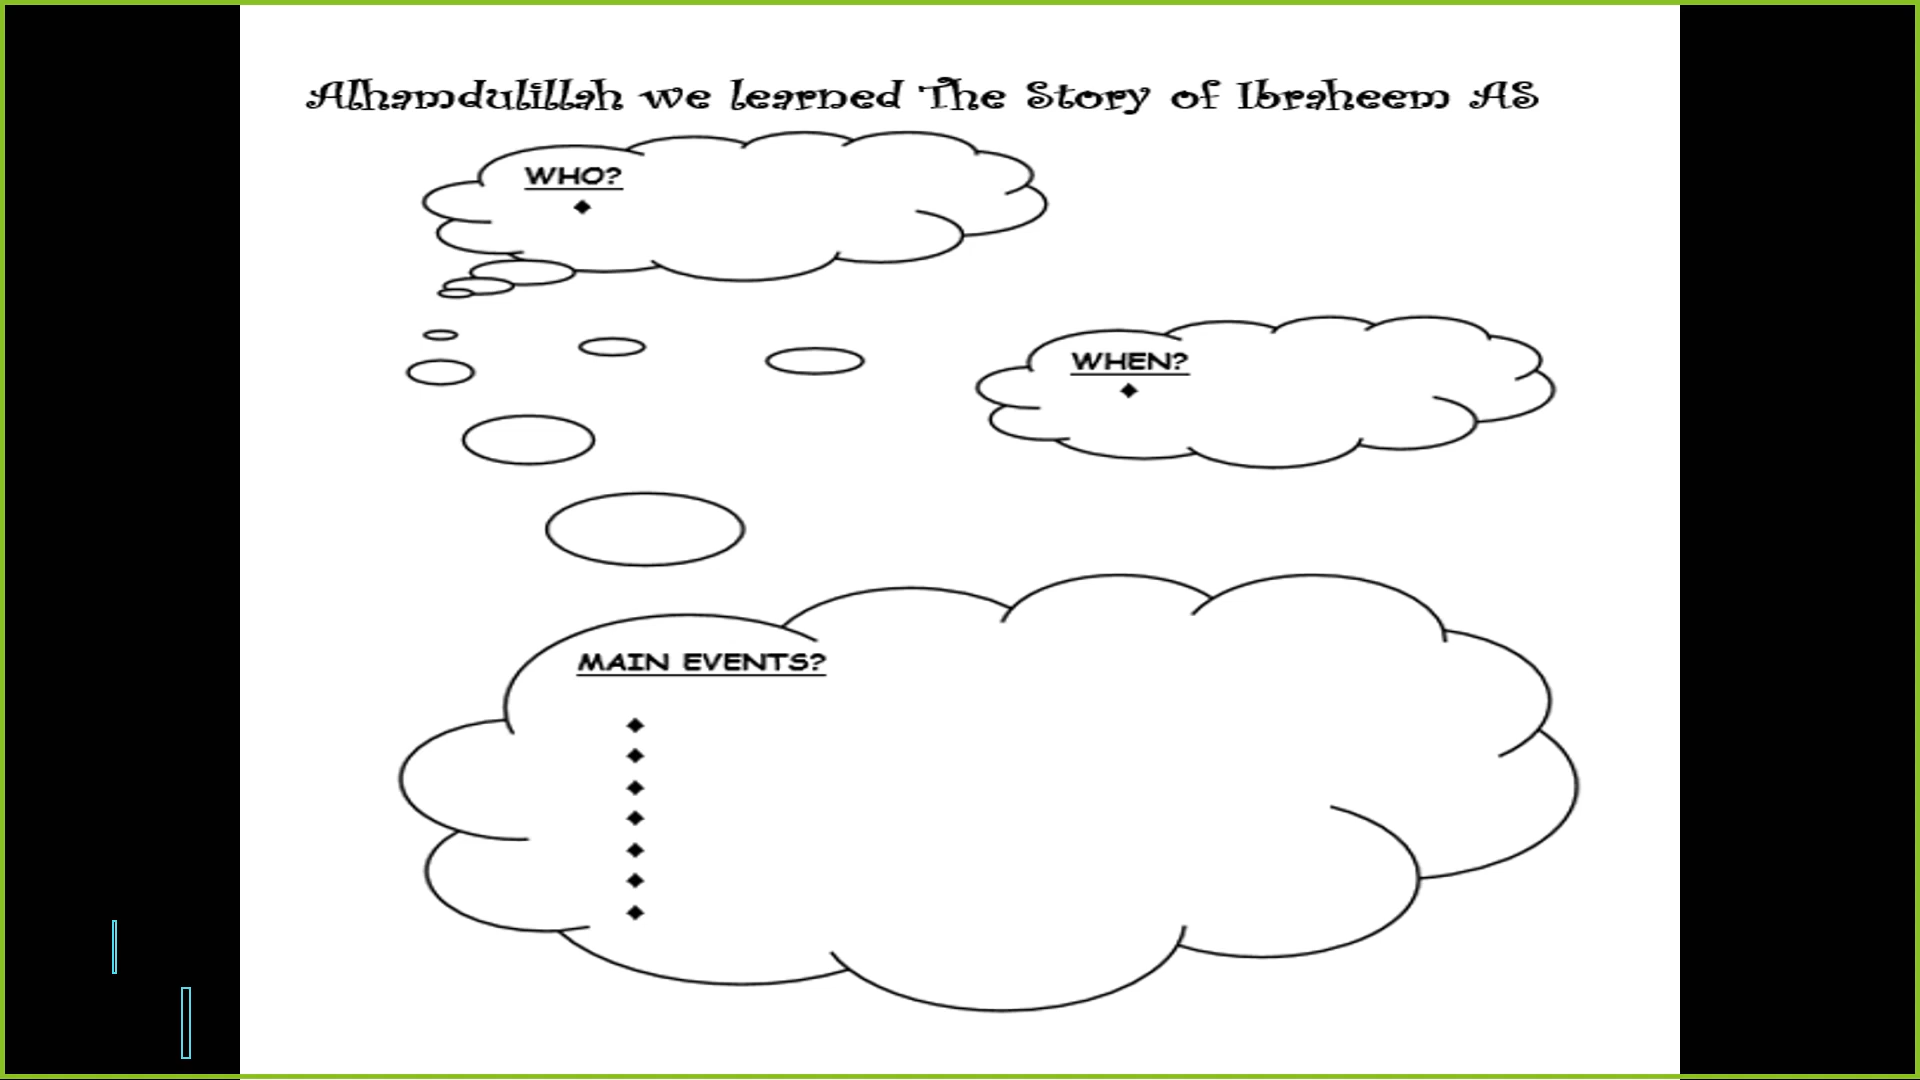 Alhamdulillah we learned The Story of Ibraheem AS
WHO?
WHEN?
MAIN EVENTS?